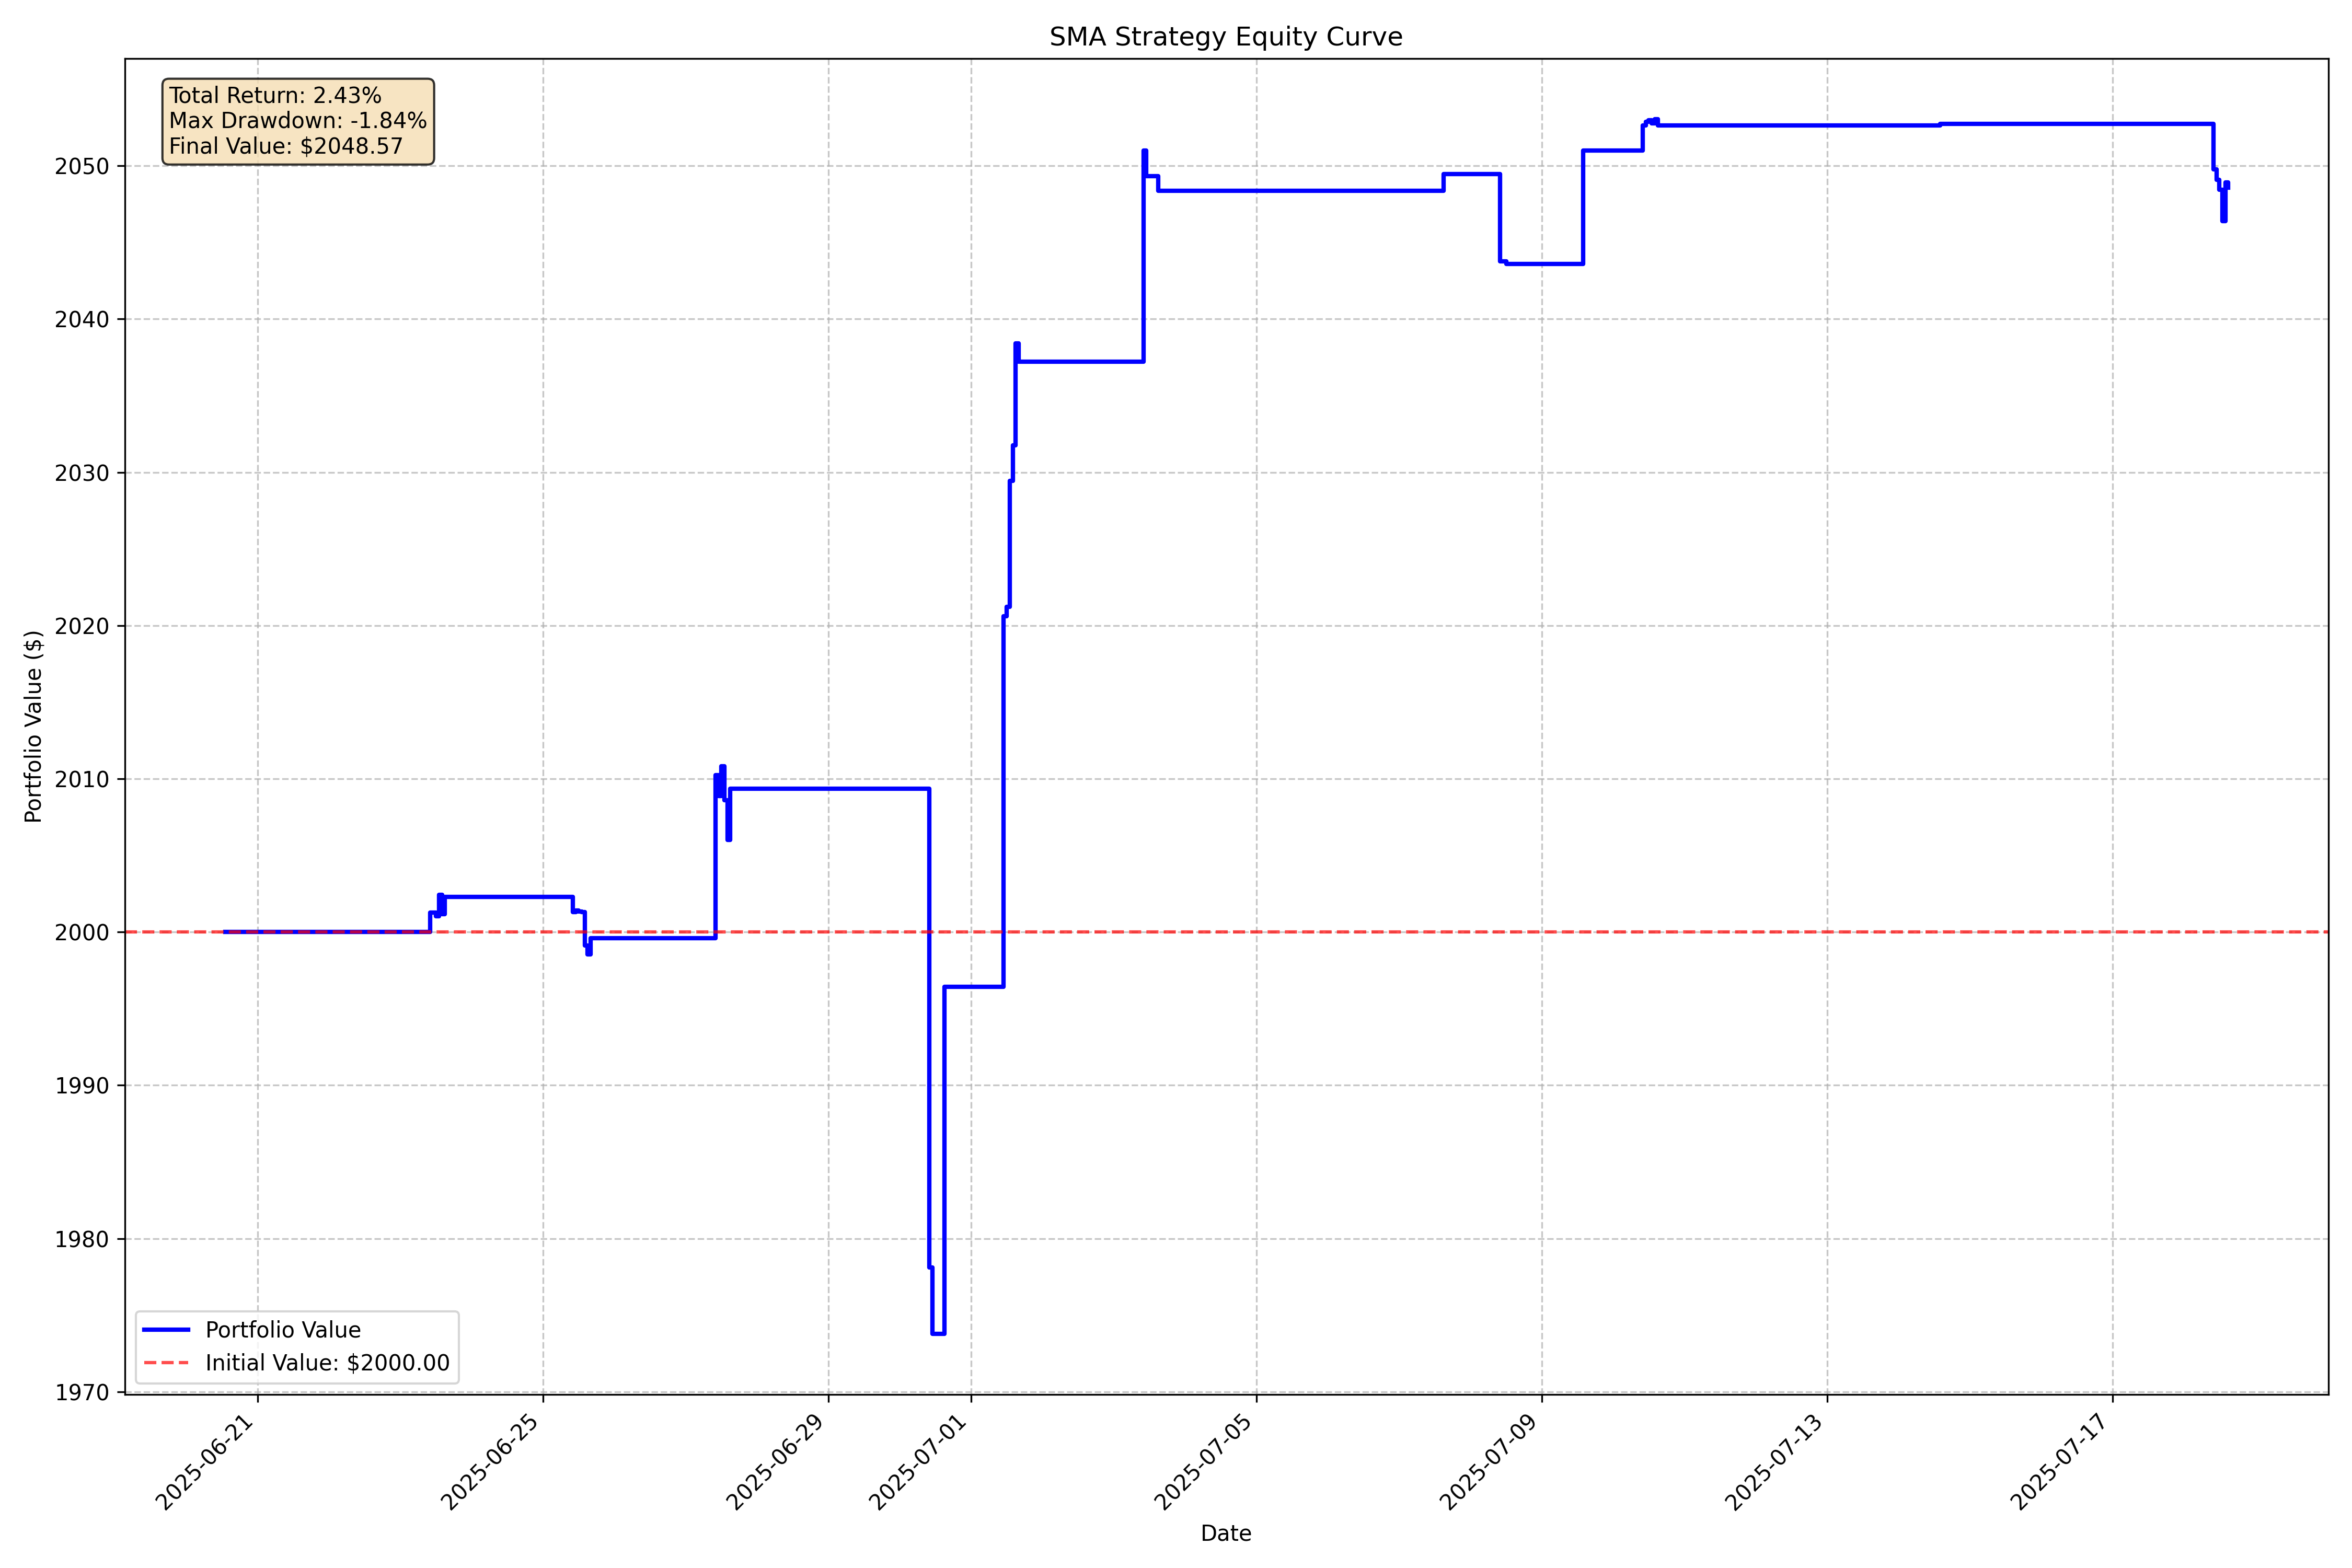 SMA Strategy Equity Curve
Total Return: 2.43%
Max Drawdown: -1.84%
Final Value: $2048.57
Portfolio Value ($)
2050
2040
2030
2020
2010
2000
1990
1980
1970
Portfolio Value
Initial Value: $2000.00
2025-06-21
2025-06-25
2025-06-29
2025-07-01
2025-07-05
2025-07-09
2025-07-13
2025-07-17
Date